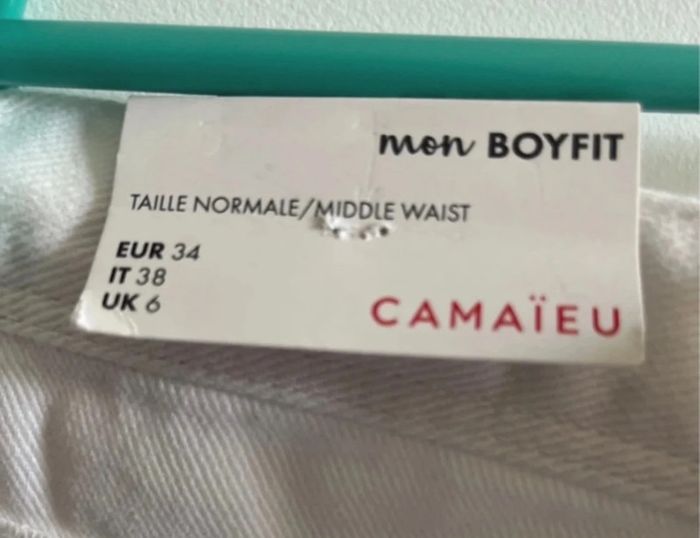 mon BOYFIT
TAILLE NORMALE/MIDDLE WAIST
EUR 34
IT 38
UK 6
CAMAÏEU